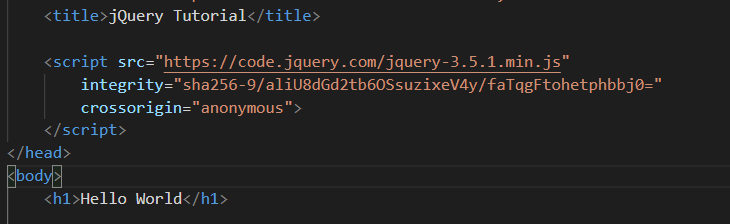 <title>jQuery Tutorial</title>
<script src="https://code.jquery.com/jquery-3.5.1.min.js"
integrity="sha256-9/aliU8dGd2tb6OSsuzixeV4y/faTqgFtohetphbbj0="
crossorigin="anonymous">
</script>
</head>
<body>
<h1>Hello World</h1>